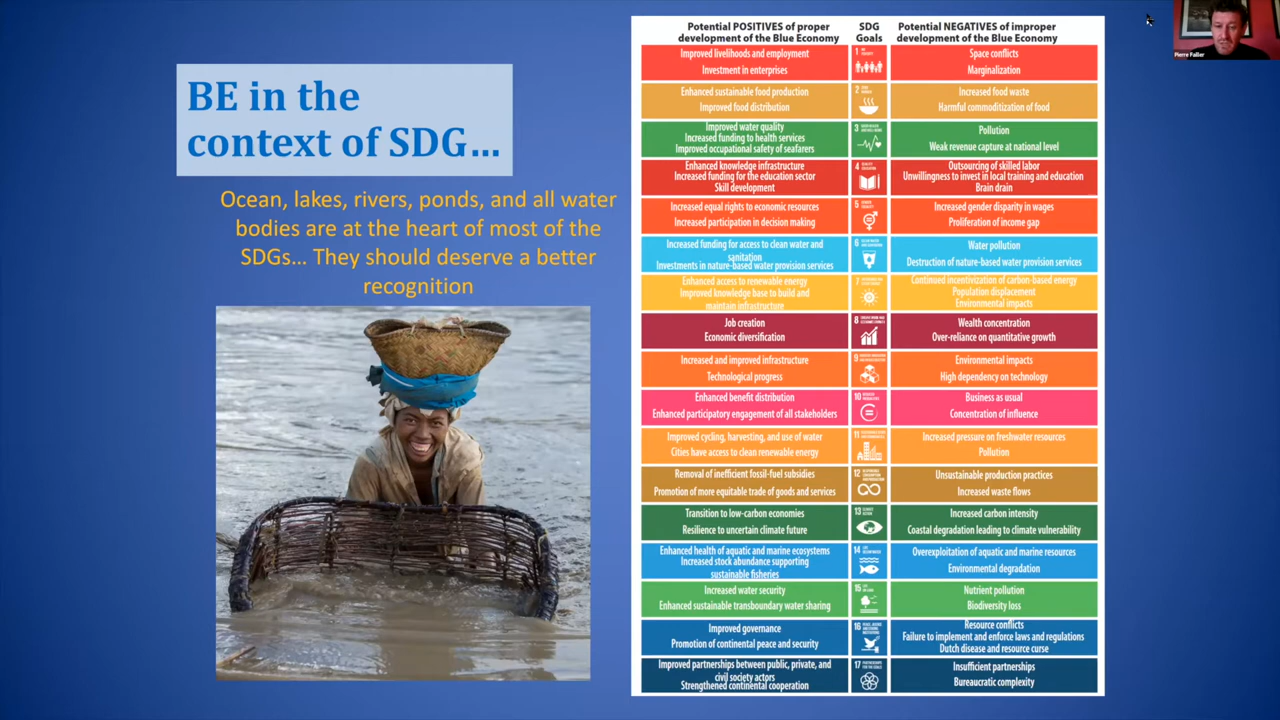 BE in the
context of SDG...
Ocean, lakes, rivers, ponds, and all water
bodies are at the heart of most of the
SDGs... They should deserve a better
recognition
Potential POSITIVES of proper
development of the Blue Economy
SDG
Goals
Potential NEGATIVES of improper
development of the Blue Economy
Improved livelihoods and employment
Investment in enterprises
1
Space conflicts
Marginalization
Enhanced sustainable food production
Improved food distribution
2
Increased food waste
Harmful commoditization of food
Improved water quality
Increased funding to health services
Improved occupational safety of seafarers
3
Pollution
Weak revenue capture at national level
Enhanced knowledge infrastructure
Increased funding for the education sector
Skill development
4
Outsourcing of skilled labor
Unwillingness to invest in local training and education
Brain drain
Increased equal rights to economic resources
Increased participation in decision making
5
Increased gender disparity in wages
Proliferation of income gap
Increased funding for access to clean water and
sanitation
Investments in nature-based water provision services
6
Water pollution
Destruction of nature-based water provision services
Enhanced access to renewable energy
Improved knowledge base to build and
maintain infrastructure
7
Continued incentivization of carbon-based energy
Population displacement
Environmental impacts
Job creation
Economic diversification
8
Wealth concentration
Over-reliance on quantitative growth
Increased and improved infrastructure
Technological progress
9
Environmental impacts
High dependency on technology
Enhanced benefit distribution
Enhanced participatory engagement of all stakeholders
10
Business as usual
Concentration of influence
Improved cycling, harvesting, and use of water
Cities have access to clean renewable energy
11
Increased pressure on freshwater resources
Pollution
Removal of inefficient fossil-fuel subsidies
Promotion of more equitable trade of goods and services
12
Unsustainable production practices
Increased waste flows
Transition to low-carbon economies
Resilience to uncertain climate future
13
Increased carbon intensity
Coastal degradation leading to climate vulnerability
Enhanced health of aquatic and marine ecosystems
Increased stock abundance supporting
sustainable fisheries
14
Overexploitation of aquatic and marine resources
Environmental degradation
Increased water security
Enhanced sustainable transboundary water sharing
15
Nutrient pollution
Biodiversity loss
Improved governance
Promotion of continental peace and security
16
Resource conflicts
Failure to implement and enforce laws and regulations
Dutch disease and resource curse
Improved partnerships between public, private, and
civil society actors
Strengthened continental cooperation
17
Insufficient partnerships
Bureaucratic complexity
Pierre Failler